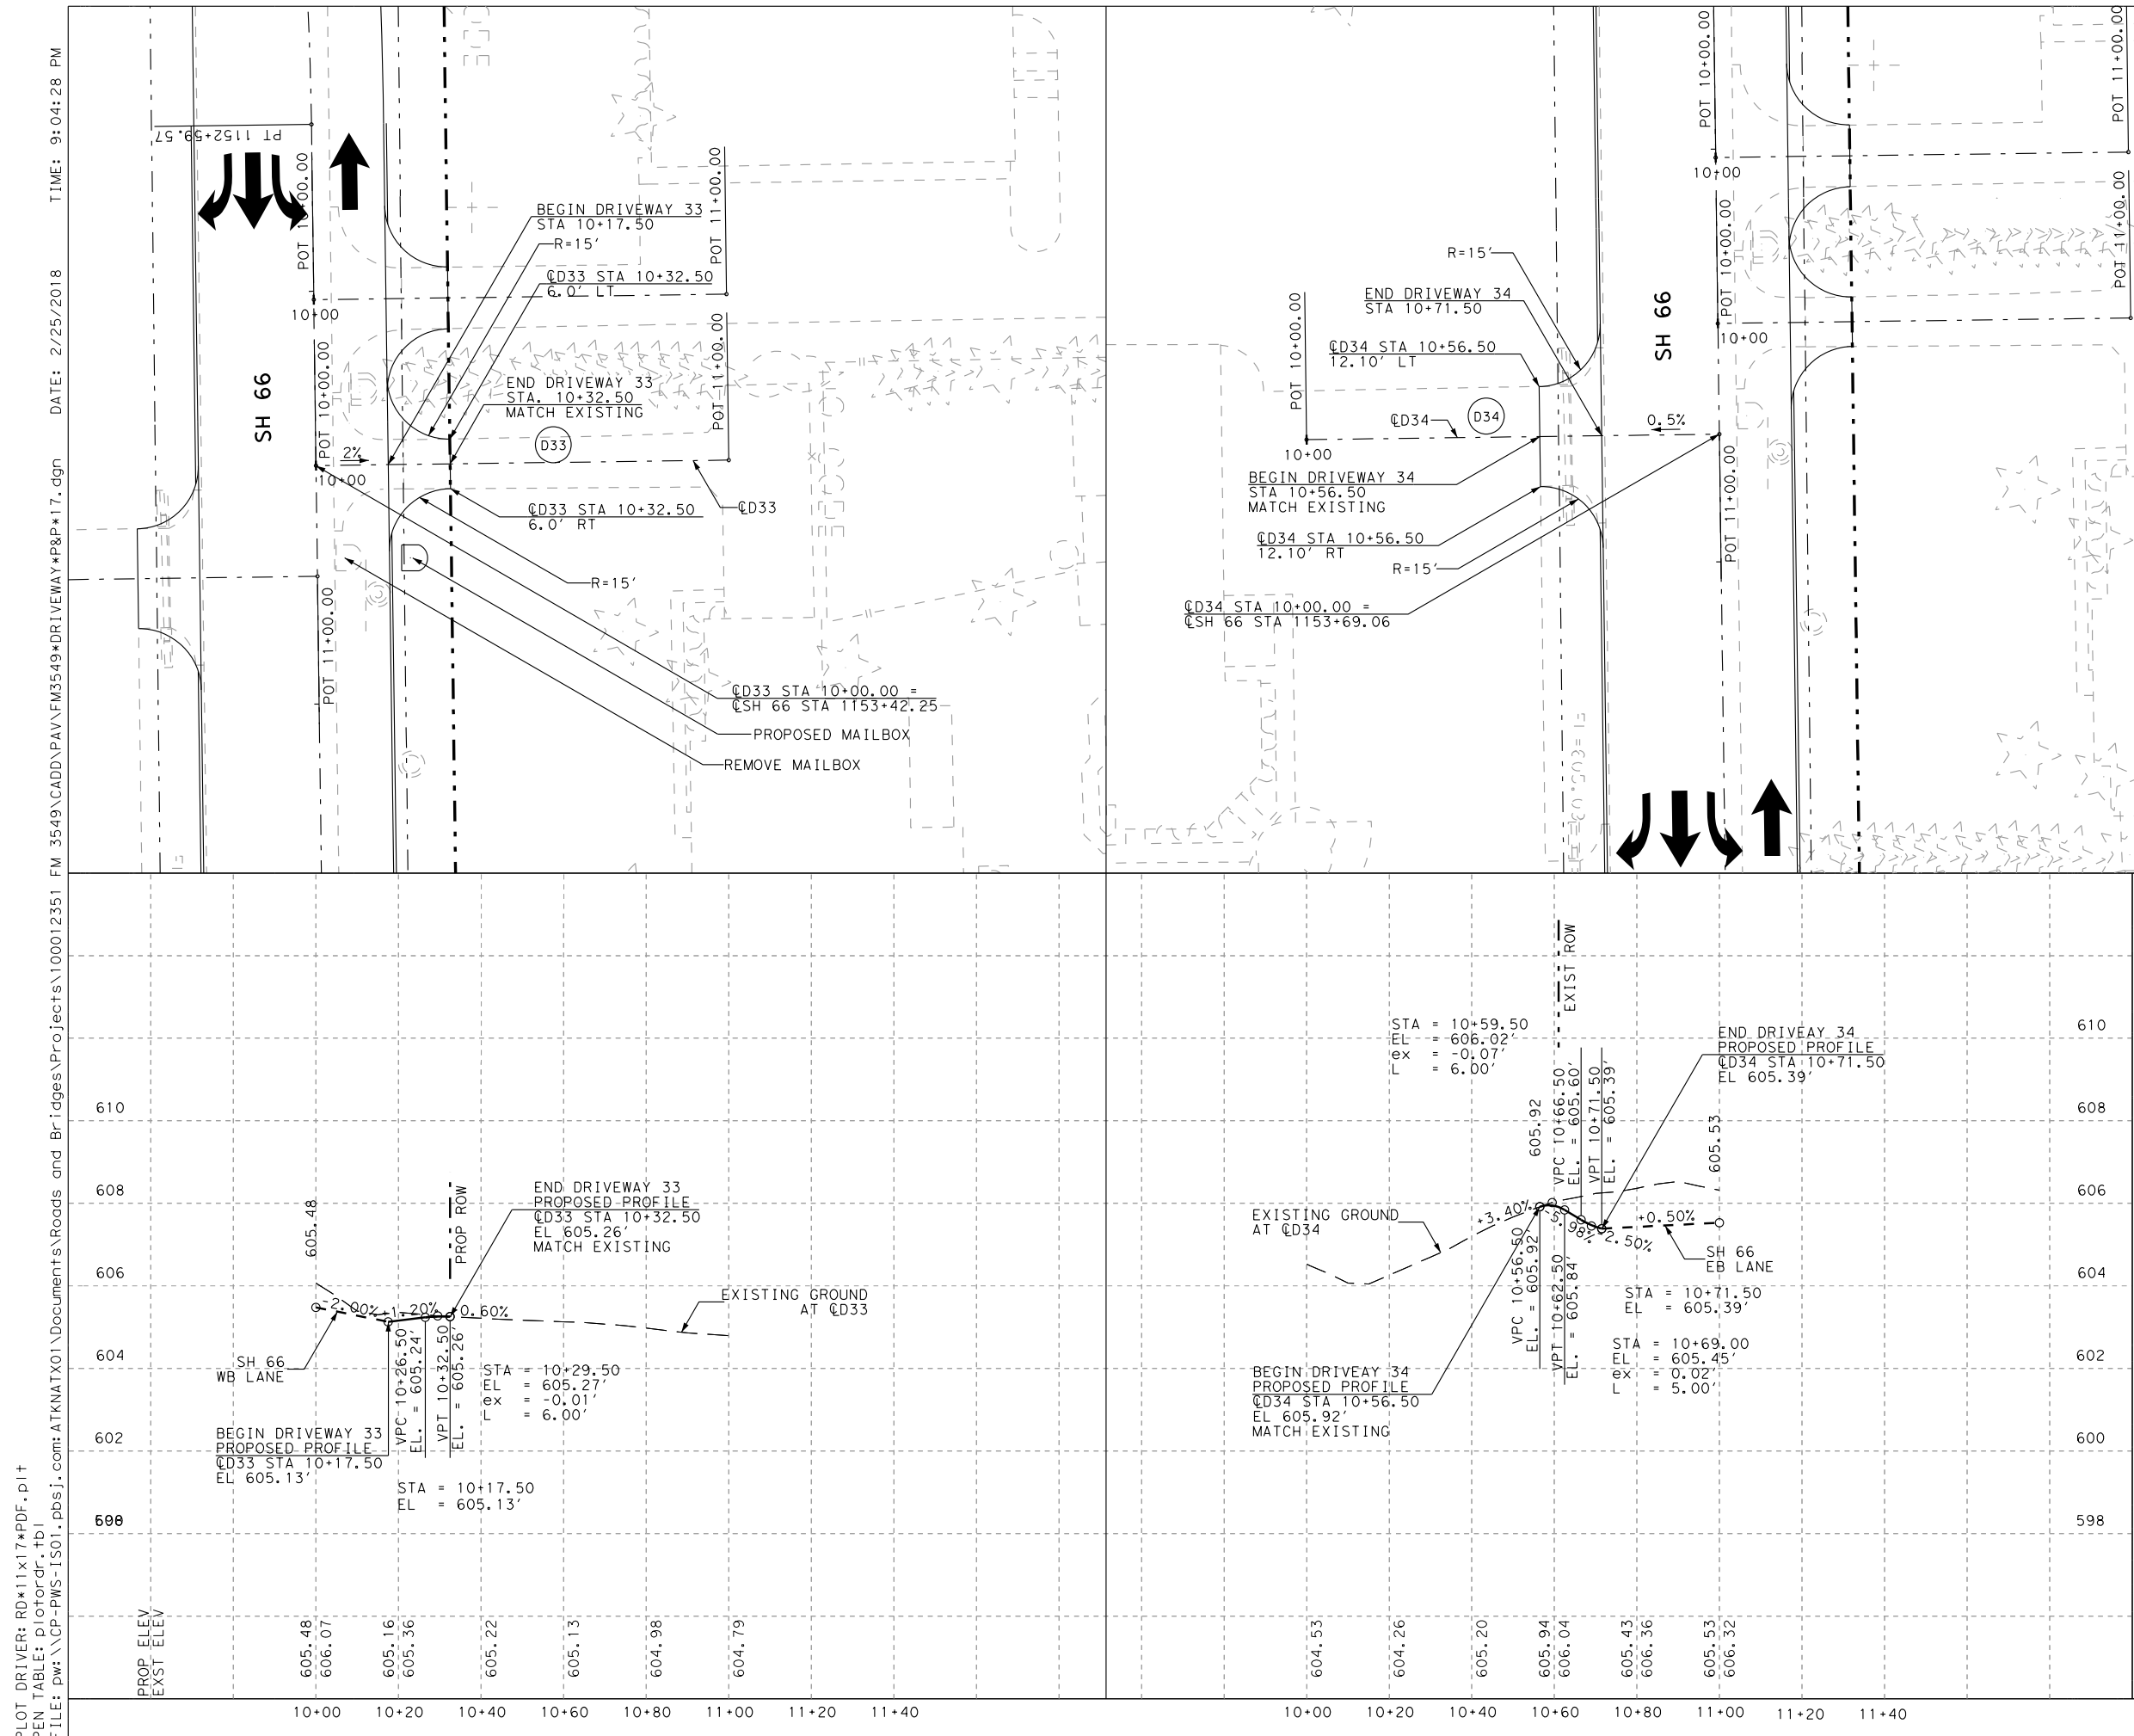 PLOT DRIVER: RD*11x17*PDF.plt
PEN TABLE: plotordr.tbl
FILE: pw:\\CP-PWS-IS01.pbsj.com:ATKNATX01\Documents\Roads and Bridges\Projects\100012351 FM 3549\CADD\PAV\FM3549*DRIVEWAY*P&P*17.dgn DATE: 2/25/2018 TIME: 9:04:28 PM
PT 1152+59.57
POT 10+00.00
POT 11+00.00
10+00
BEGIN DRIVEWAY 33
STA 10+17.50
R=15'
℄D33 STA 10+32.50
6.0' LT
POT 10+00.00
POT 11+00.00
SH 66
END DRIVEWAY 33
STA. 10+32.50
MATCH EXISTING
D33
2%
10+00
℄D33 STA 10+32.50
6.0' RT
℄D33
R=15'
POT 11+00.00
℄D33 STA 10+00.00 =
℄SH 66 STA 1153+42.25
PROPOSED MAILBOX
REMOVE MAILBOX
POT 10+00.00
POT 11+00.00
10+00
POT 10+00.00
POT 11+00.00
10+00
R=15'
END DRIVEWAY 34
STA 10+71.50
℄D34 STA 10+56.50
12.10' LT
SH 66
POT 10+00.00
℄D34
D34
0.5%
10+00
BEGIN DRIVEWAY 34
STA 10+56.50
MATCH EXISTING
POT 11+00.00
℄D34 STA 10+56.50
12.10' RT
R=15'
℄D34 STA 10+00.00 =
℄SH 66 STA 1153+69.06
610
608
606
604
602
605.48
PROP ROW
END DRIVEWAY 33
PROPOSED PROFILE
℄D33 STA 10+32.50
EL 605.26'
MATCH EXISTING
-2.00%
+1.20%
0.60%
EXISTING GROUND
AT ℄D33
SH 66
WB LANE
VPC 10+26.50
EL. = 605.24'
VPT 10+32.50
EL. = 605.26'
STA = 10+29.50
EL = 605.27'
ex = -0.01'
L = 6.00'
BEGIN DRIVEWAY 33
PROPOSED PROFILE
℄D33 STA 10+17.50
EL 605.13'
STA = 10+17.50
EL = 605.13'
PROP ELEV
EXST ELEV
605.48
606.07
605.16
605.36
605.22
605.13
604.98
604.79
10+00
10+20
10+40
10+60
10+80
11+00
11+20
11+40
EXIST ROW
STA = 10+59.50
EL = 606.02'
ex = -0.07'
L = 6.00'
605.92
VPC 10+66.50
EL. = 605.60'
VPT 10+71.50
EL. = 605.39'
END DRIVEAY 34
PROPOSED PROFILE
℄D34 STA 10+71.50
EL 605.39'
605.53
EXISTING GROUND
AT ℄D34
+3.40%
-5.98%
-2.50%
+0.50%
SH 66
EB LANE
VPC 10+56.50
EL. = 605.92'
VPT 10+62.50
EL. = 605.84'
STA = 10+71.50
EL = 605.39'
STA = 10+69.00
EL = 605.45'
ex = 0.02'
L = 5.00'
BEGIN DRIVEAY 34
PROPOSED PROFILE
℄D34 STA 10+56.50
EL 605.92'
MATCH EXISTING
610
608
606
604
602
600
598
604.53
604.26
605.20
605.94
606.04
605.43
606.36
605.53
606.32
10+00
10+20
10+40
10+60
10+80
11+00
11+20
11+40